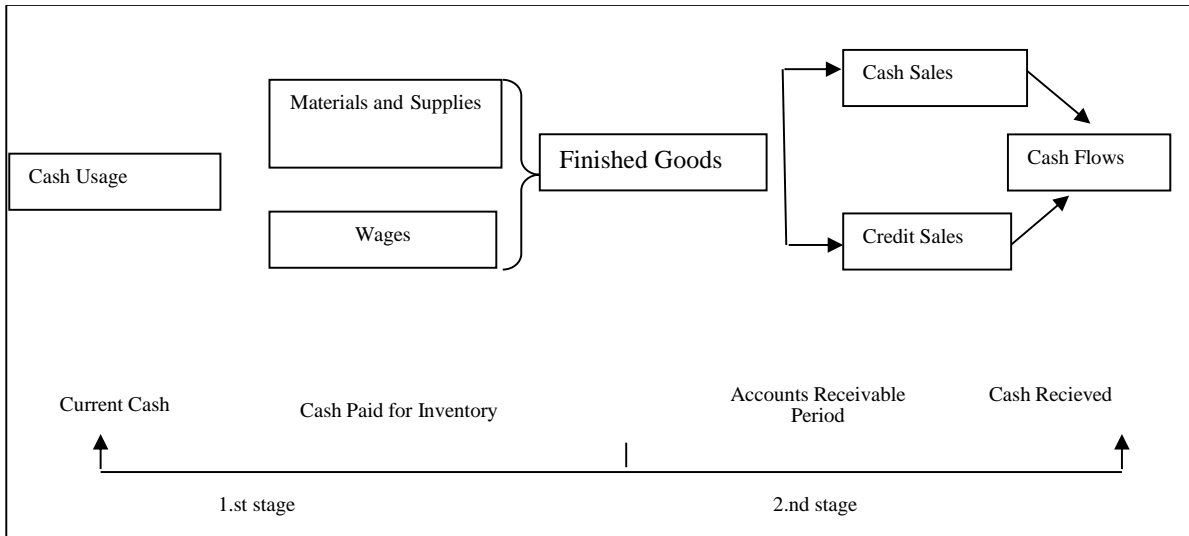 Cash Usage
Materials and Supplies
Wages
Finished Goods
Cash Sales
Credit Sales
Cash Flows
Current Cash
Cash Paid for Inventory
Accounts Receivable
Period
Cash Recieved
1.st stage
2.nd stage